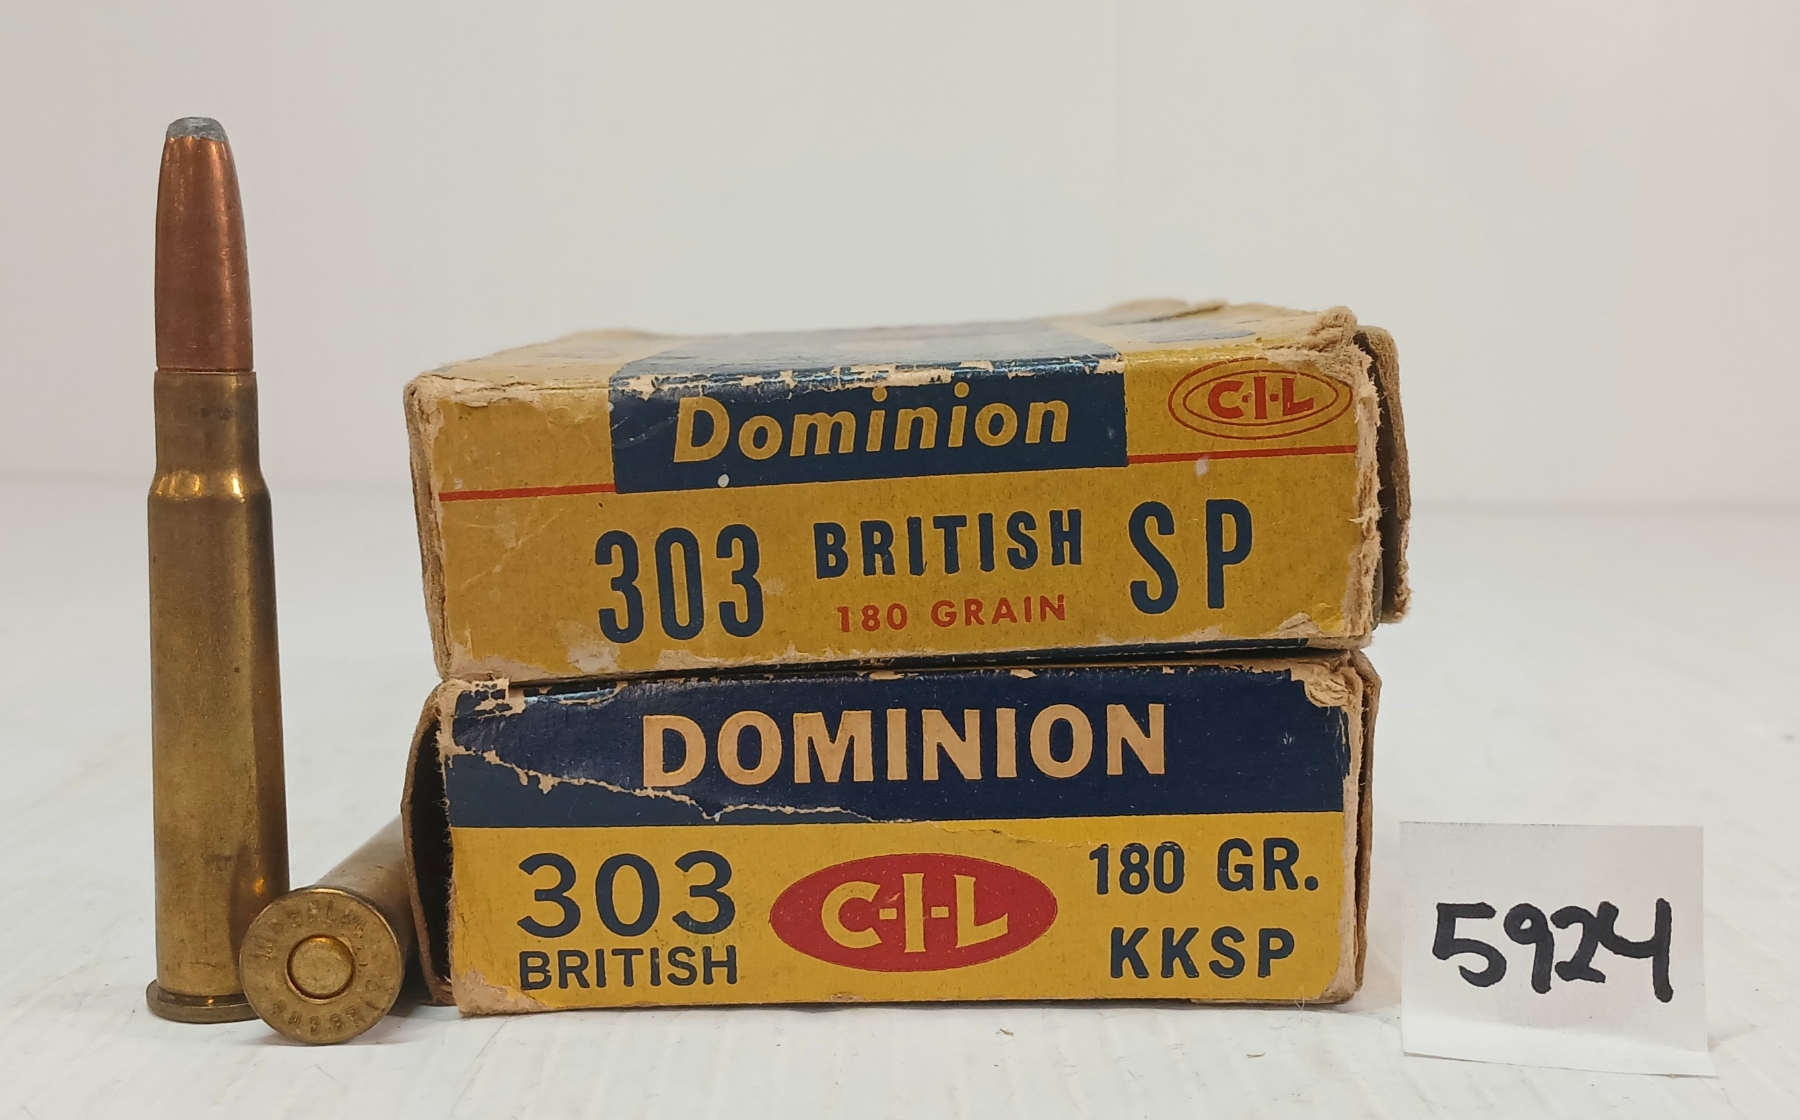 Dominion
C·I·L
303 BRITISH SP
180 GRAIN
DOMINION
303
BRITISH
C-I-L
180 GR.
KKSP
5924